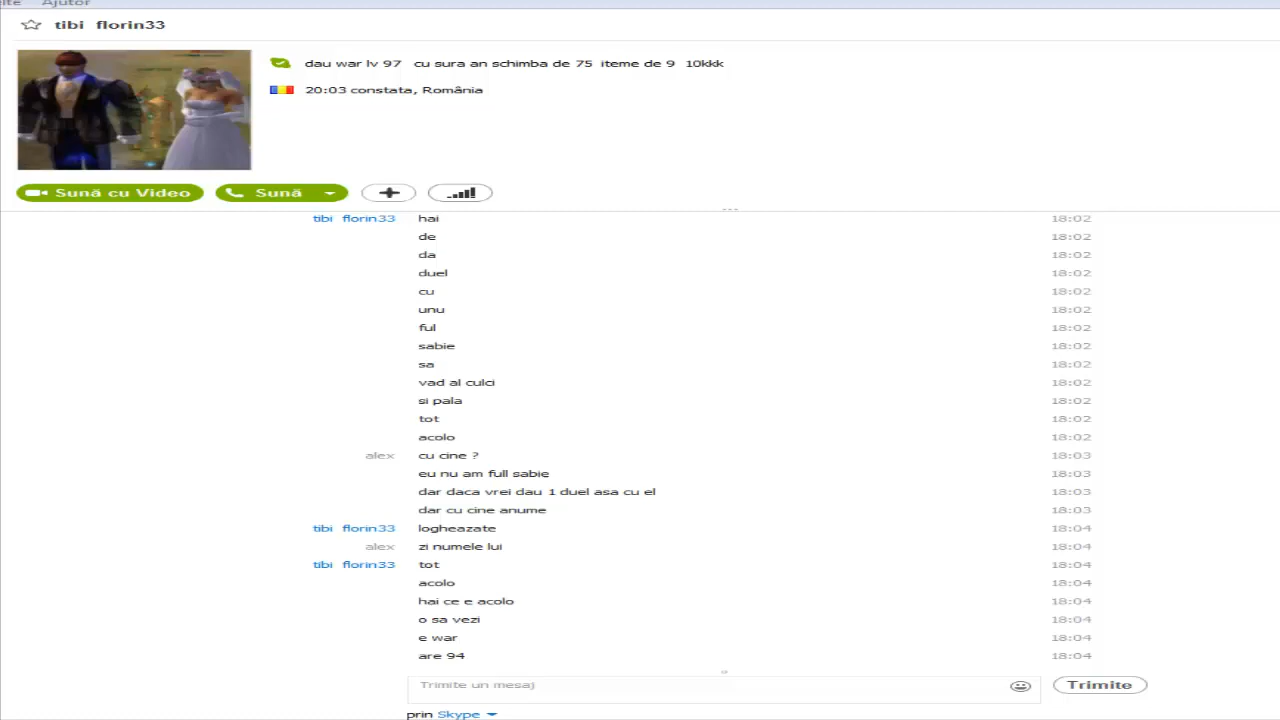 elte Ajutor
tibi florin33
dau war lv 97 cu sura an schimba de 75 iteme de 9 10kkk
20:03 constata, România
Sună cu Video Sună
tibi florin33 hai 18:02
de 18:02
da 18:02
duel 18:02
cu 18:02
unu 18:02
ful 18:02
sabie 18:02
sa 18:02
vad al culci 18:02
si pala 18:02
tot 18:02
acolo 18:02
alex cu cine ? 18:03
eu nu am full sabie 18:03
dar daca vrei dau 1 duel asa cu el 18:03
dar cu cine anume 18:03
tibi florin33 logheazate 18:04
alex zi numele lui 18:04
tibi florin33 tot 18:04
acolo 18:04
hai ce e acolo 18:04
o sa vezi 18:04
e war 18:04
are 94 18:04
Trimite un mesaj Trimite
prin Skype